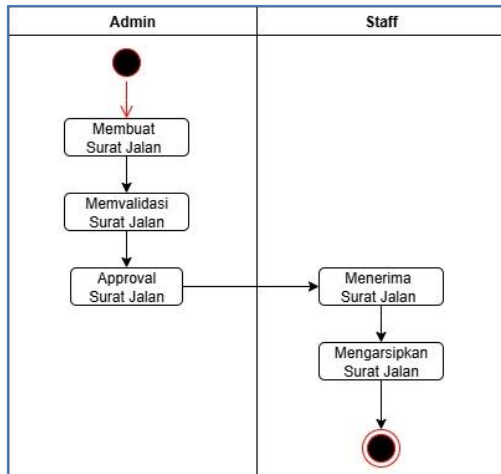 Admin
Staff
Membuat
Surat Jalan
Memvalidasi
Surat Jalan
Approval
Surat Jalan
Menerima
Surat Jalan
Mengarsipkan
Surat Jalan